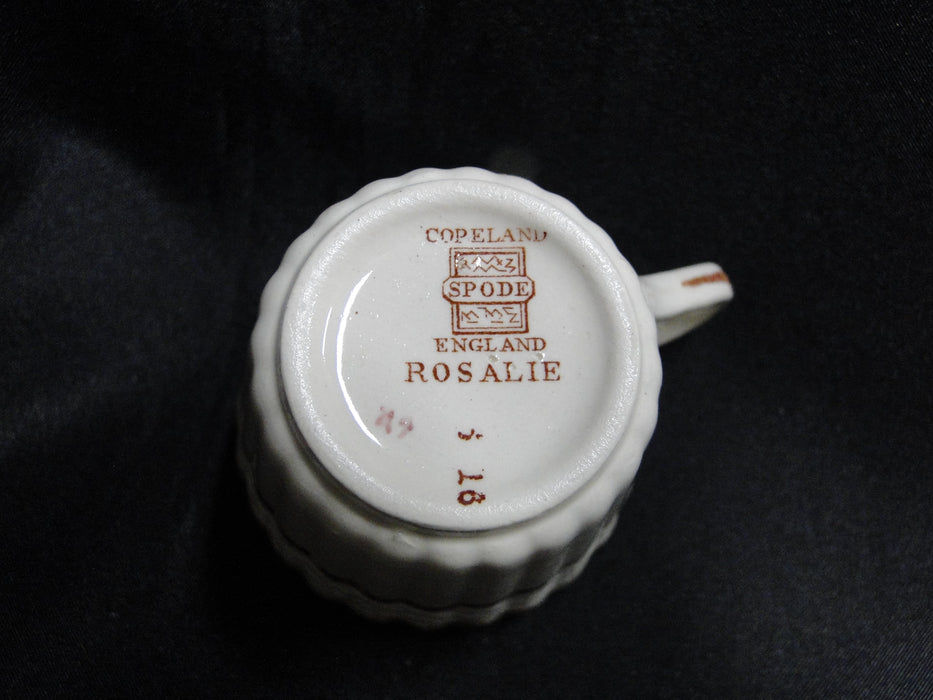 COPELAND
SPODE
ENGLAND
ROSALIE